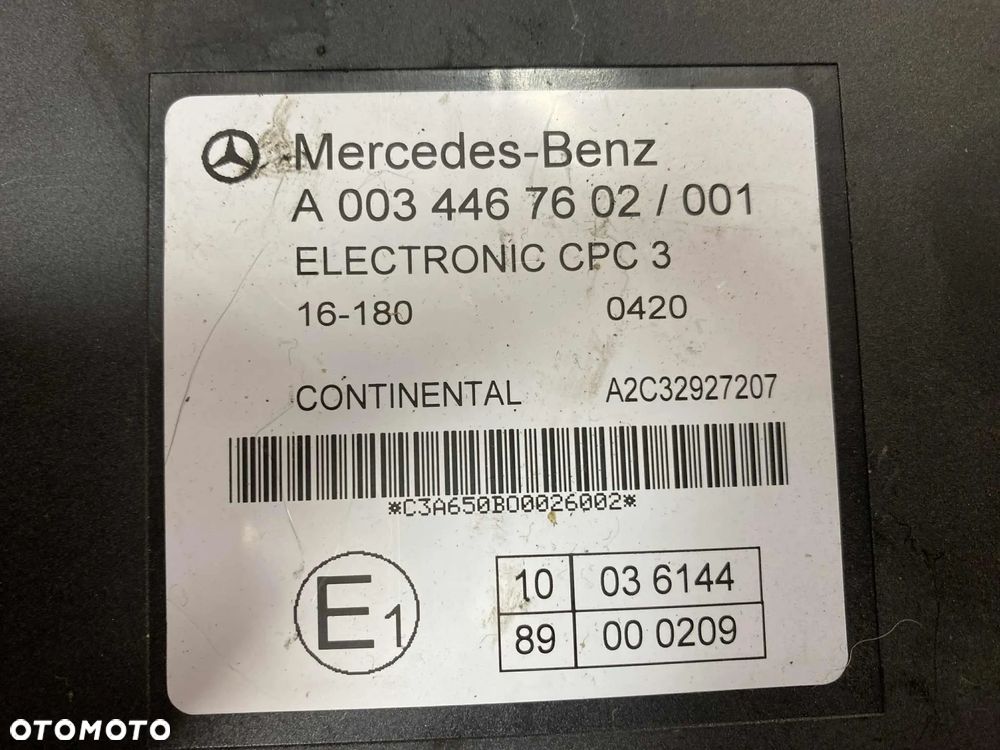 Mercedes-Benz
A 003 446 76 02 / 001
ELECTRONIC CPC 3
16-180 0420
CONTINENTAL A2C32927207
*C3A650BO0026002*
E1
10 03 6144
89 00 0209
OTOMOTO